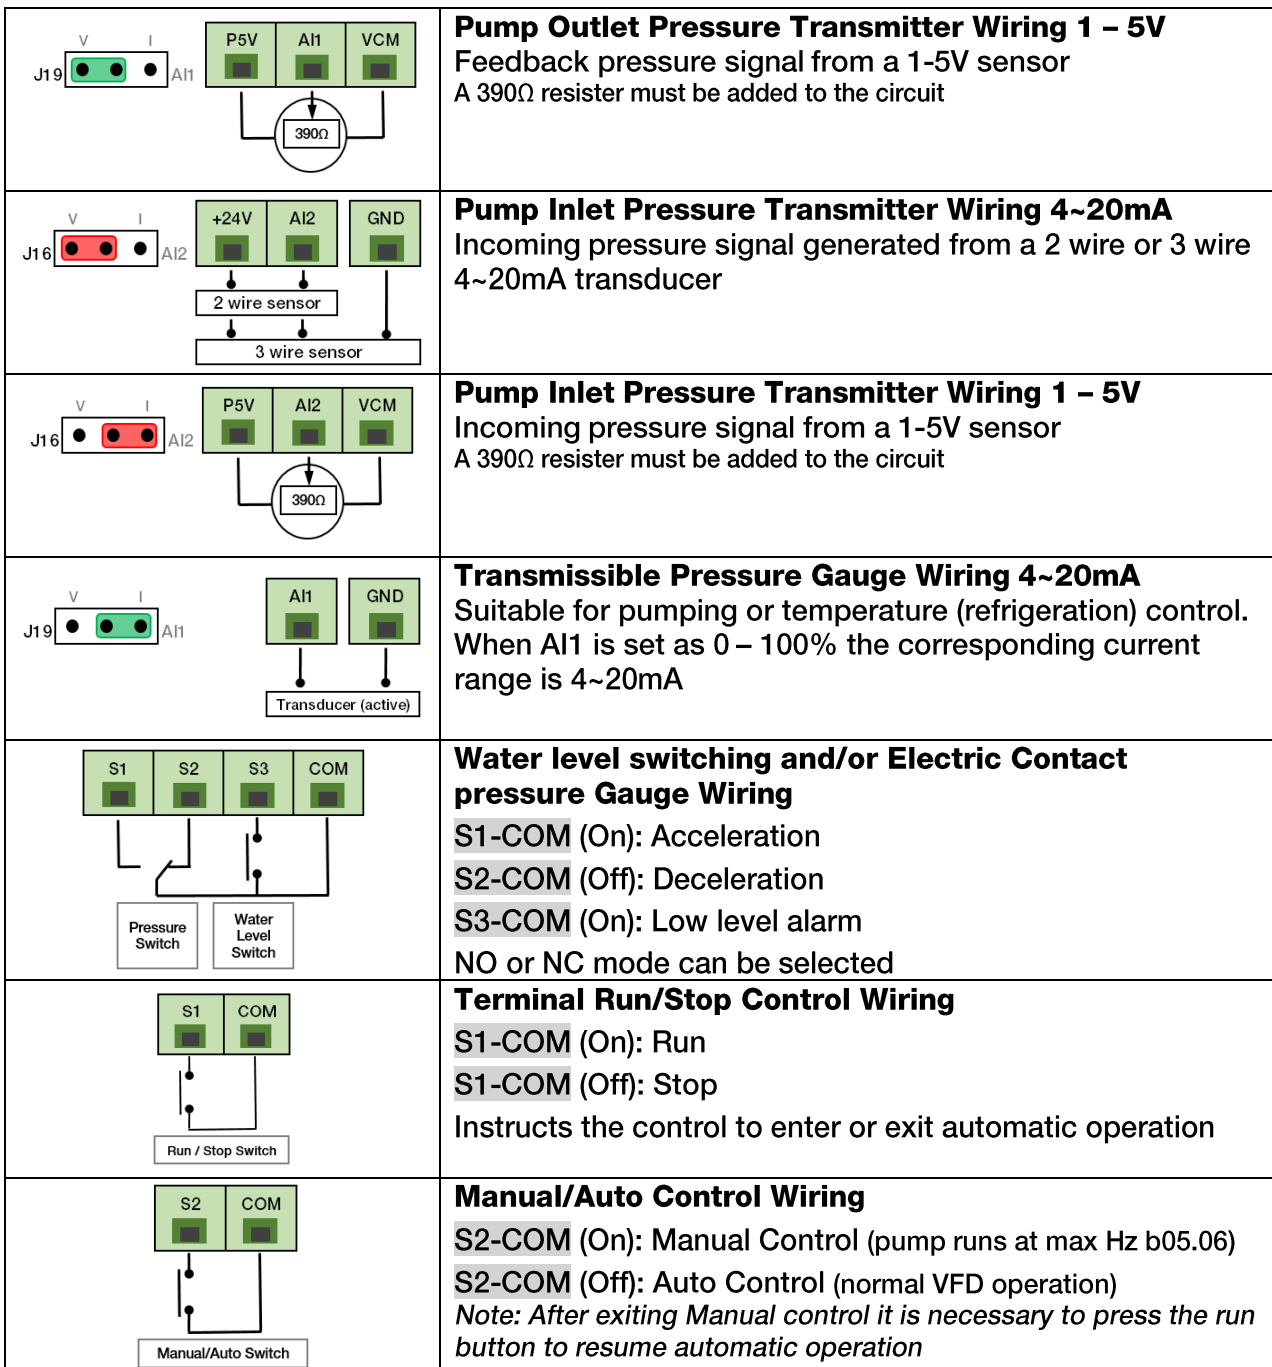 V I
J19 AI1
P5V AI1 VCM
390Ω
Pump Outlet Pressure Transmitter Wiring 1 – 5V
Feedback pressure signal from a 1-5V sensor
A 390Ω resister must be added to the circuit
V I
J16 AI2
+24V AI2 GND
2 wire sensor
3 wire sensor
Pump Inlet Pressure Transmitter Wiring 4~20mA
Incoming pressure signal generated from a 2 wire or 3 wire
4~20mA transducer
V I
J16 AI2
P5V AI2 VCM
390Ω
Pump Inlet Pressure Transmitter Wiring 1 – 5V
Incoming pressure signal from a 1-5V sensor
A 390Ω resister must be added to the circuit
V I
J19 AI1
AI1 GND
Transducer (active)
Transmissible Pressure Gauge Wiring 4~20mA
Suitable for pumping or temperature (refrigeration) control.
When AI1 is set as 0 – 100% the corresponding current
range is 4~20mA
S1 S2 S3 COM
Pressure
Switch
Water
Level
Switch
Water level switching and/or Electric Contact
pressure Gauge Wiring
S1-COM (On): Acceleration
S2-COM (Off): Deceleration
S3-COM (On): Low level alarm
NO or NC mode can be selected
S1 COM
Run / Stop Switch
Terminal Run/Stop Control Wiring
S1-COM (On): Run
S1-COM (Off): Stop
Instructs the control to enter or exit automatic operation
S2 COM
Manual/Auto Switch
Manual/Auto Control Wiring
S2-COM (On): Manual Control (pump runs at max Hz b05.06)
S2-COM (Off): Auto Control (normal VFD operation)
Note: After exiting Manual control it is necessary to press the run
button to resume automatic operation